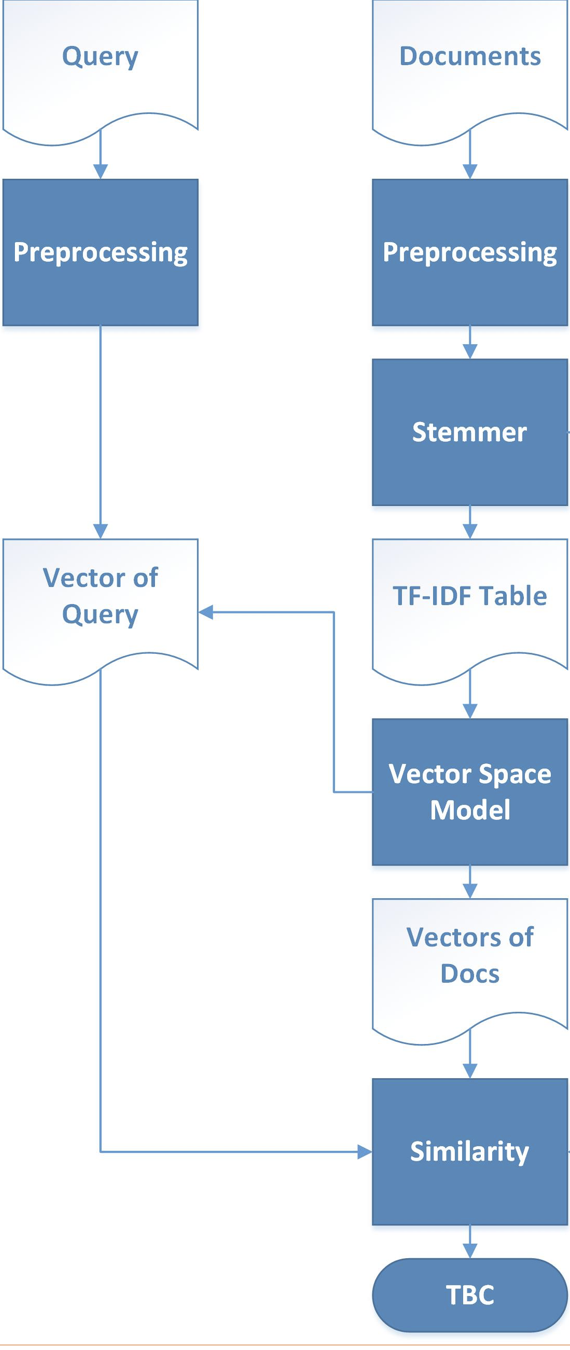 Query
Documents
Preprocessing
Preprocessing
Stemmer
Vector of
Query
TF-IDF Table
Vector Space
Model
Vectors of
Docs
Similarity
TBC